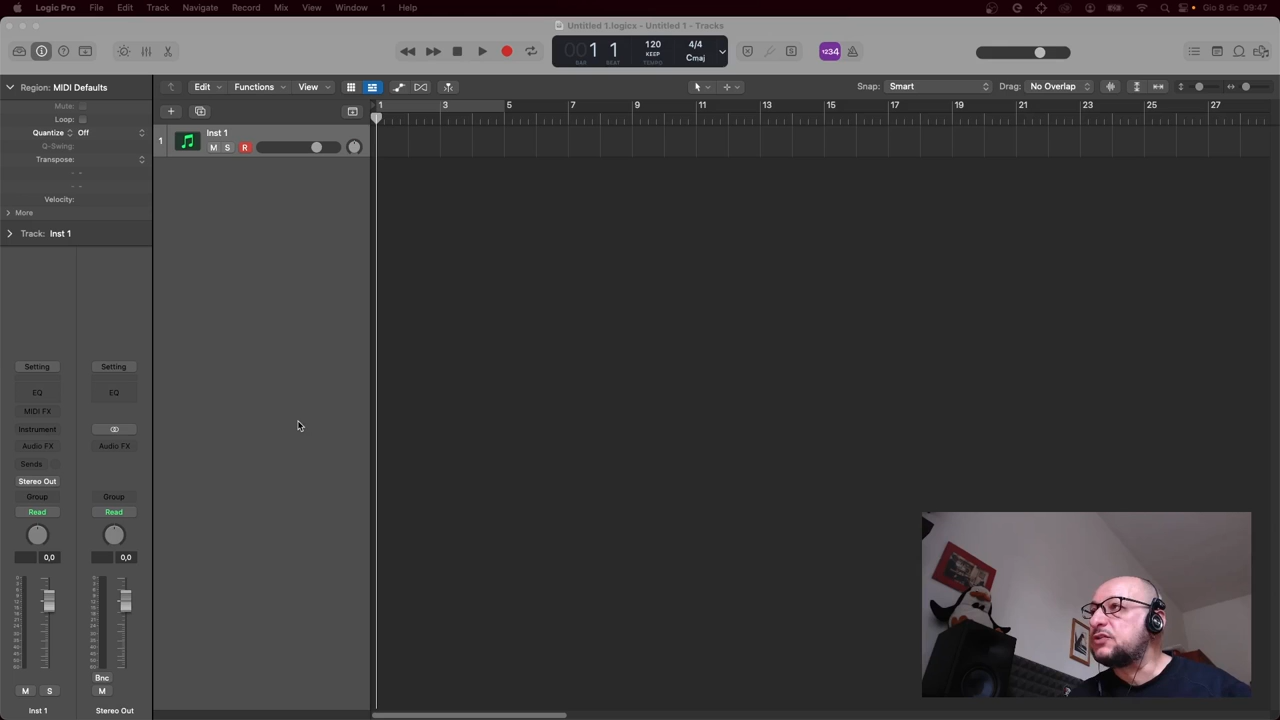 Logic Pro File Edit Track Navigate Record Mix View Window 1 Help Gio 8 dic 09:47
Untitled 1.logicx - Untitled 1 - Tracks
001 1 120 4/4
KEEP Cmaj
BAR BEAT TEMPO
1234
Region: MIDI Defaults
Edit Functions View Snap: Smart Drag: No Overlap
Mute:
Loop:
Quantize Off
Q-Swing:
Transpose:
Velocity:
More
Track: Inst 1
1 3 5 7 9 11 13 15 17 19 21 23 25 27
1 Inst 1
M S R
Setting Setting
EQ EQ
MIDI FX
Instrument
Audio FX Audio FX
Sends
Stereo Out
Group Group
Read Read
0,0 0,0
Bnc
M S M
Inst 1 Stereo Out